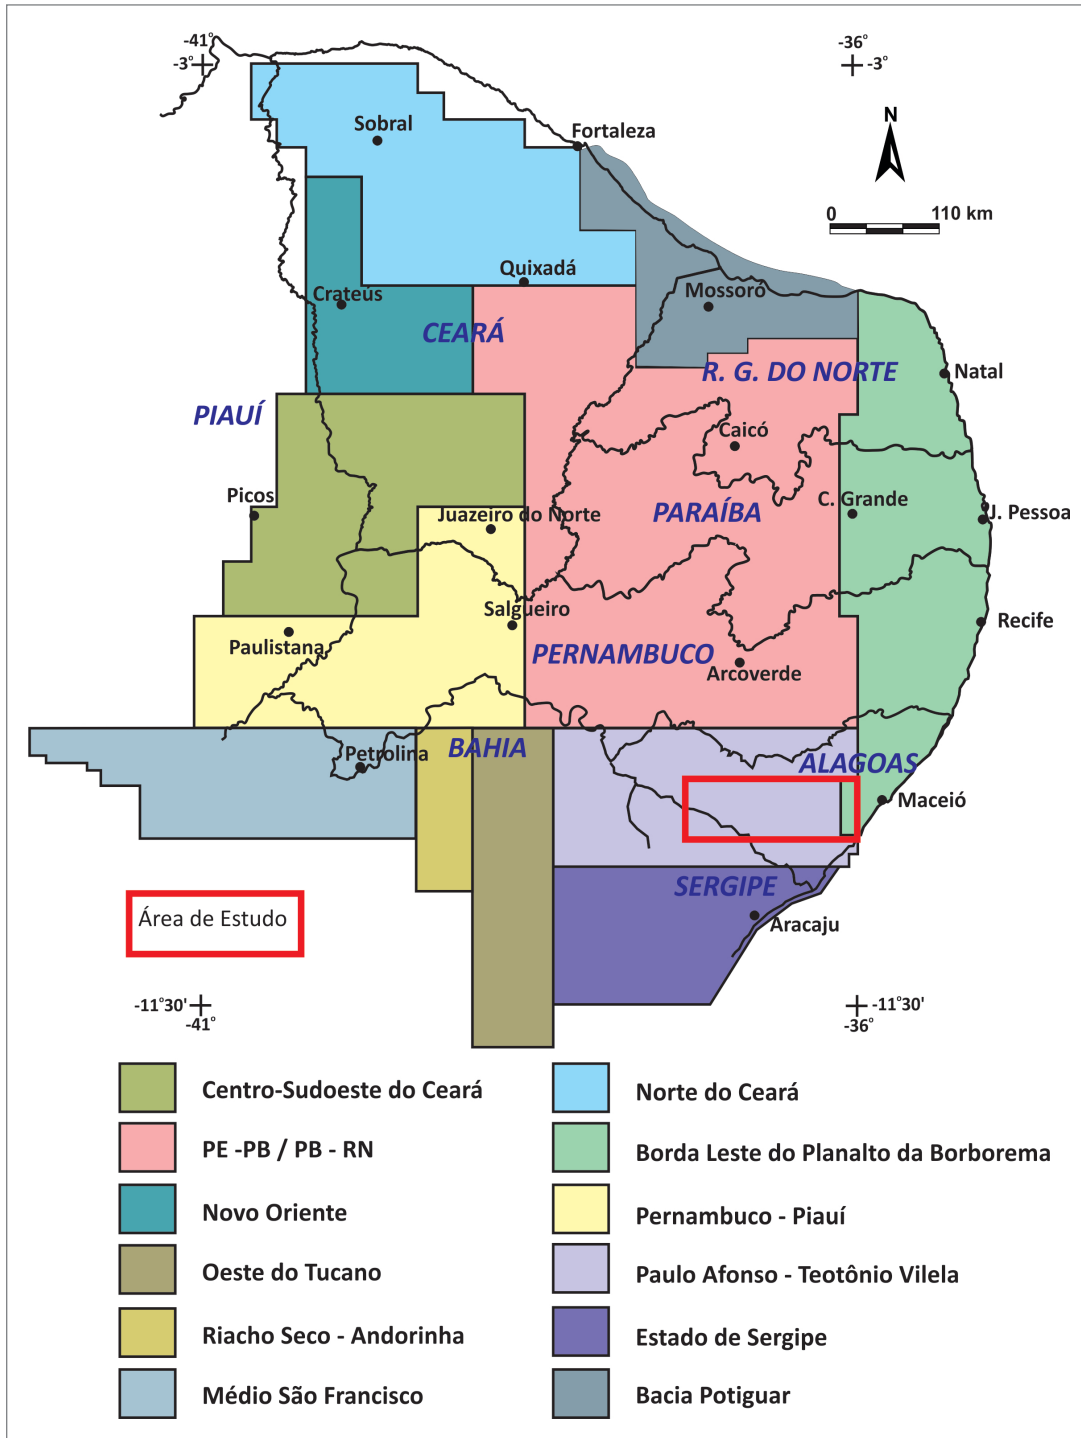 -41°
-3°
-36°
-3°
N
0 110 km
Sobral
Fortaleza
Quixadá
Crateús
Mossoró
CEARÁ
R. G. DO NORTE
Natal
PIAUÍ
Caicó
Picos
Juazeiro do Norte
PARAÍBA
C. Grande
J. Pessoa
Salgueiro
Recife
Paulistana
PERNAMBUCO
Arcoverde
Petrolina
BAHIA
ALAGOAS
Maceió
SERGIPE
Aracaju
Área de Estudo
-11°30'
-41°
-11°30'
-36°
Centro-Sudoeste do Ceará
PE -PB / PB - RN
Novo Oriente
Oeste do Tucano
Riacho Seco - Andorinha
Médio São Francisco
Norte do Ceará
Borda Leste do Planalto da Borborema
Pernambuco - Piauí
Paulo Afonso - Teotônio Vilela
Estado de Sergipe
Bacia Potiguar